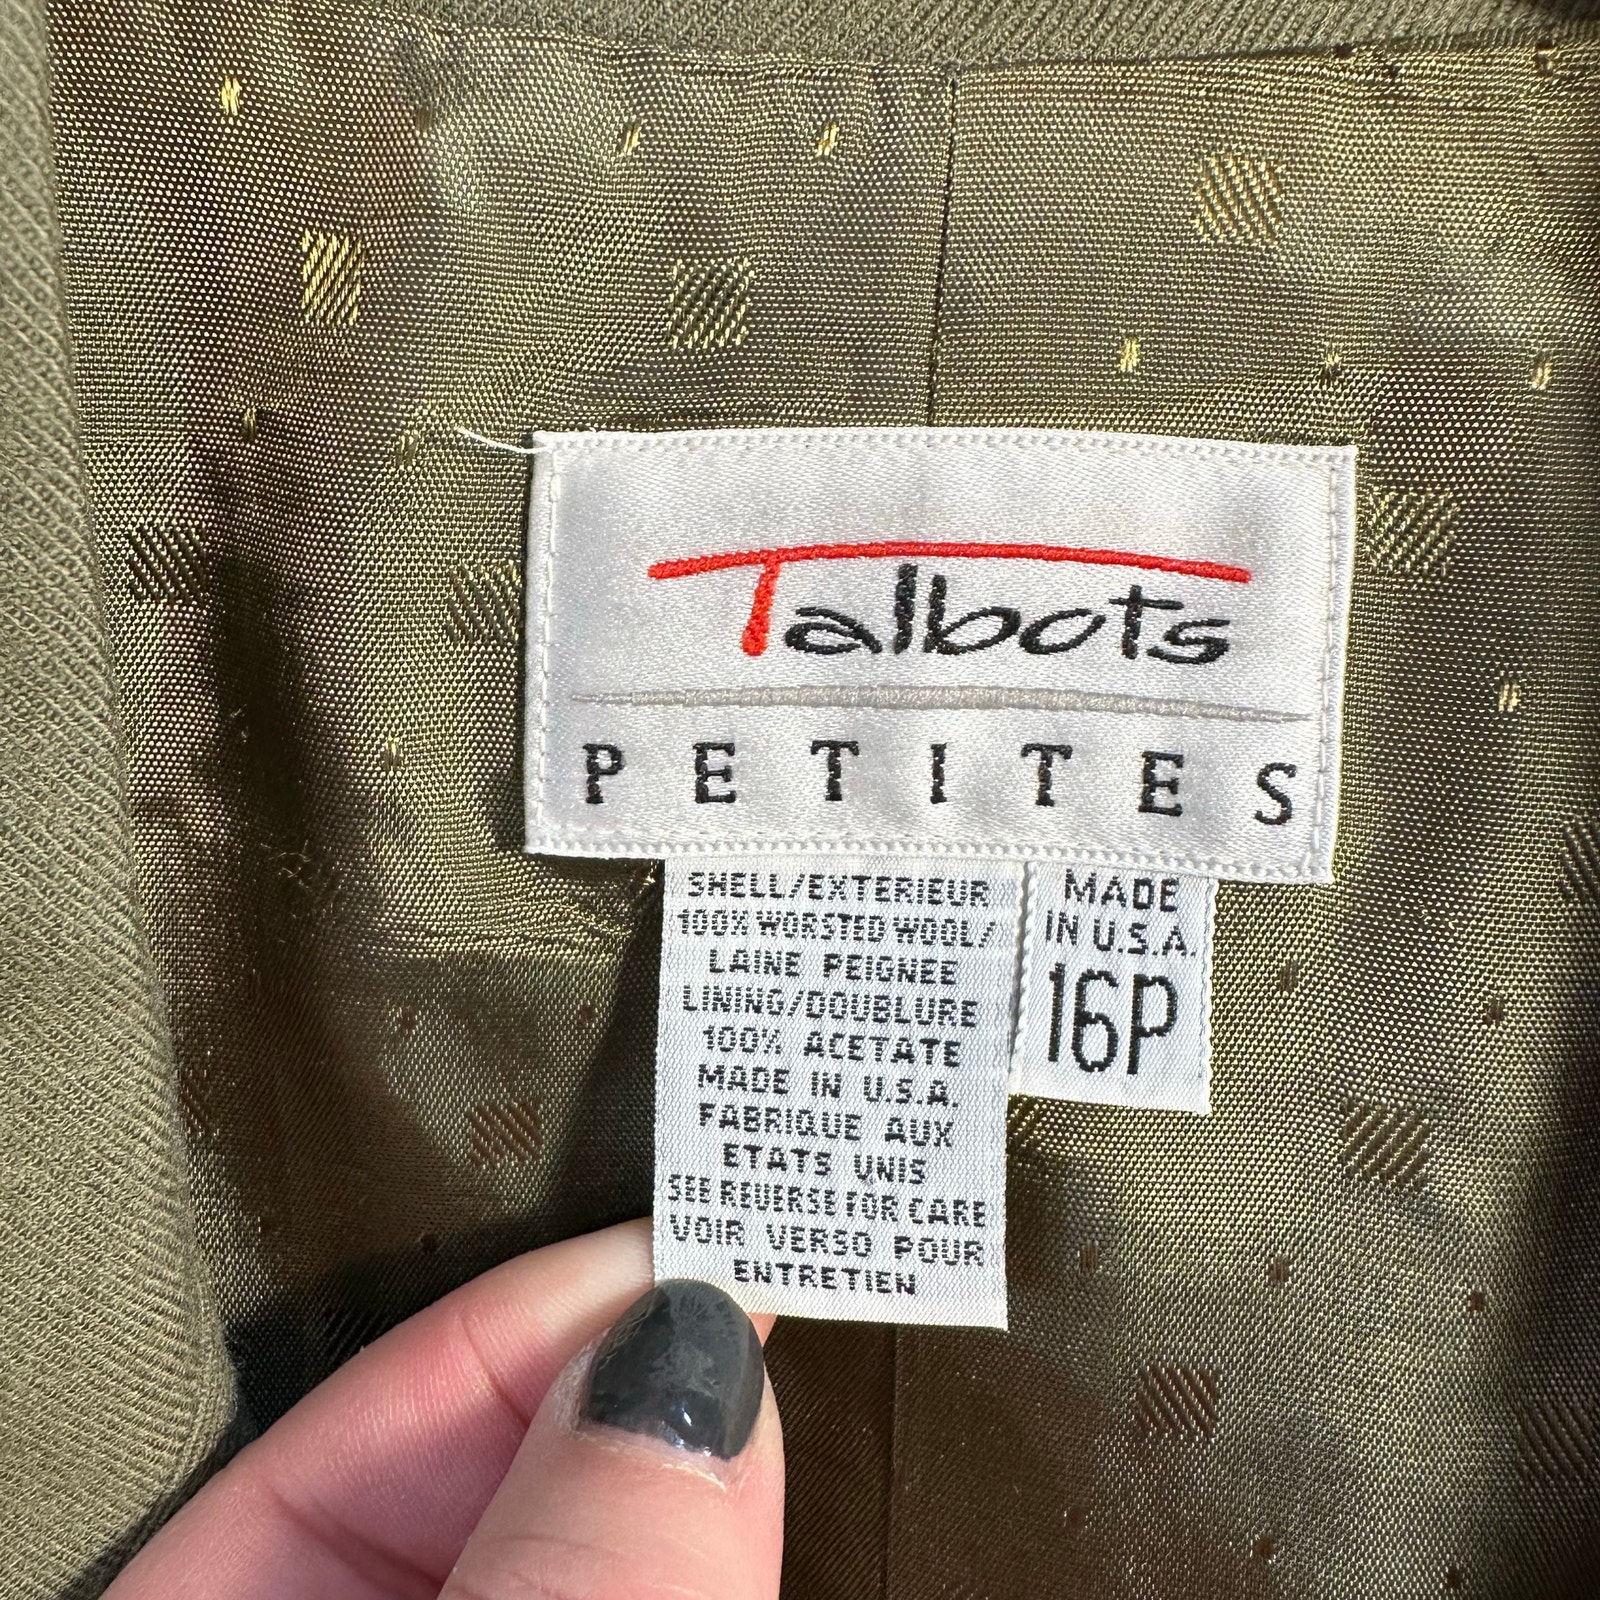 Talbots
PETITES
SHELL/EXTERIEUR
100% WORSTED WOOL/
LAINE PEIGNEE
LINING/DOUBLURE
100% ACETATE
MADE IN U.S.A.
FABRIQUE AUX
ETATS UNIS
SEE REVERSE FOR CARE
VOIR VERSO POUR
ENTRETIEN
MADE
IN U.S.A.
16P